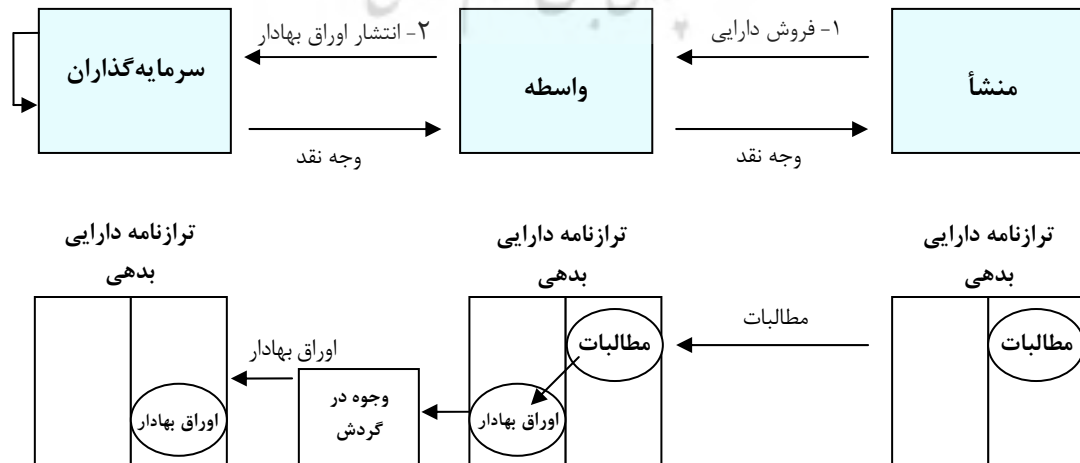 ۱- فروش دارایی
۲- انتشار اوراق بهادار
منشأ
واسطه
سرمایه‌گذاران
وجه نقد
وجه نقد
ترازنامه دارایی
بدهی
ترازنامه دارایی
بدهی
ترازنامه دارایی
بدهی
مطالبات
مطالبات
مطالبات
اوراق بهادار
وجوه در
گردش
اوراق بهادار
اوراق بهادار